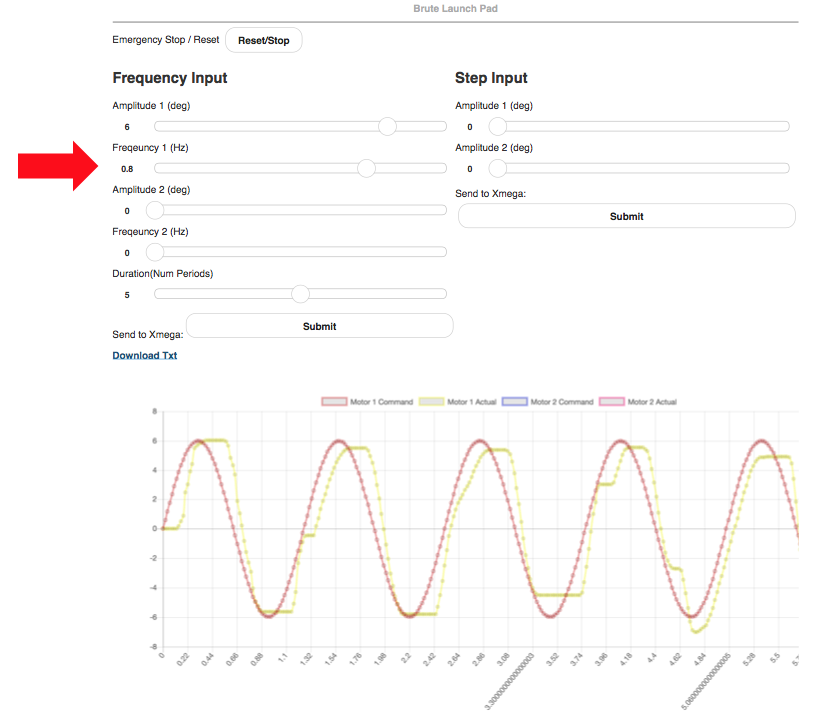 Brute Launch Pad
Emergency Stop / Reset Reset/Stop
Frequency Input
Amplitude 1 (deg)
6
Freqeuncy 1 (Hz)
0.8
Amplitude 2 (deg)
0
Freqeuncy 2 (Hz)
0
Duration(Num Periods)
5
Send to Xmega: Submit
Download Txt
Step Input
Amplitude 1 (deg)
0
Amplitude 2 (deg)
0
Send to Xmega:
Submit
Motor 1 Command Motor 1 Actual Motor 2 Command Motor 2 Actual
8
6
4
2
0
-2
-4
-6
-8
0 0.22 0.44 0.66 0.88 1.1 1.32 1.54 1.76 1.98 2.2 2.42 2.64 2.86 3.08 3.3000000000000003 3.52 3.74 3.96 4.18 4.4 4.62 4.84 5.28 5.5